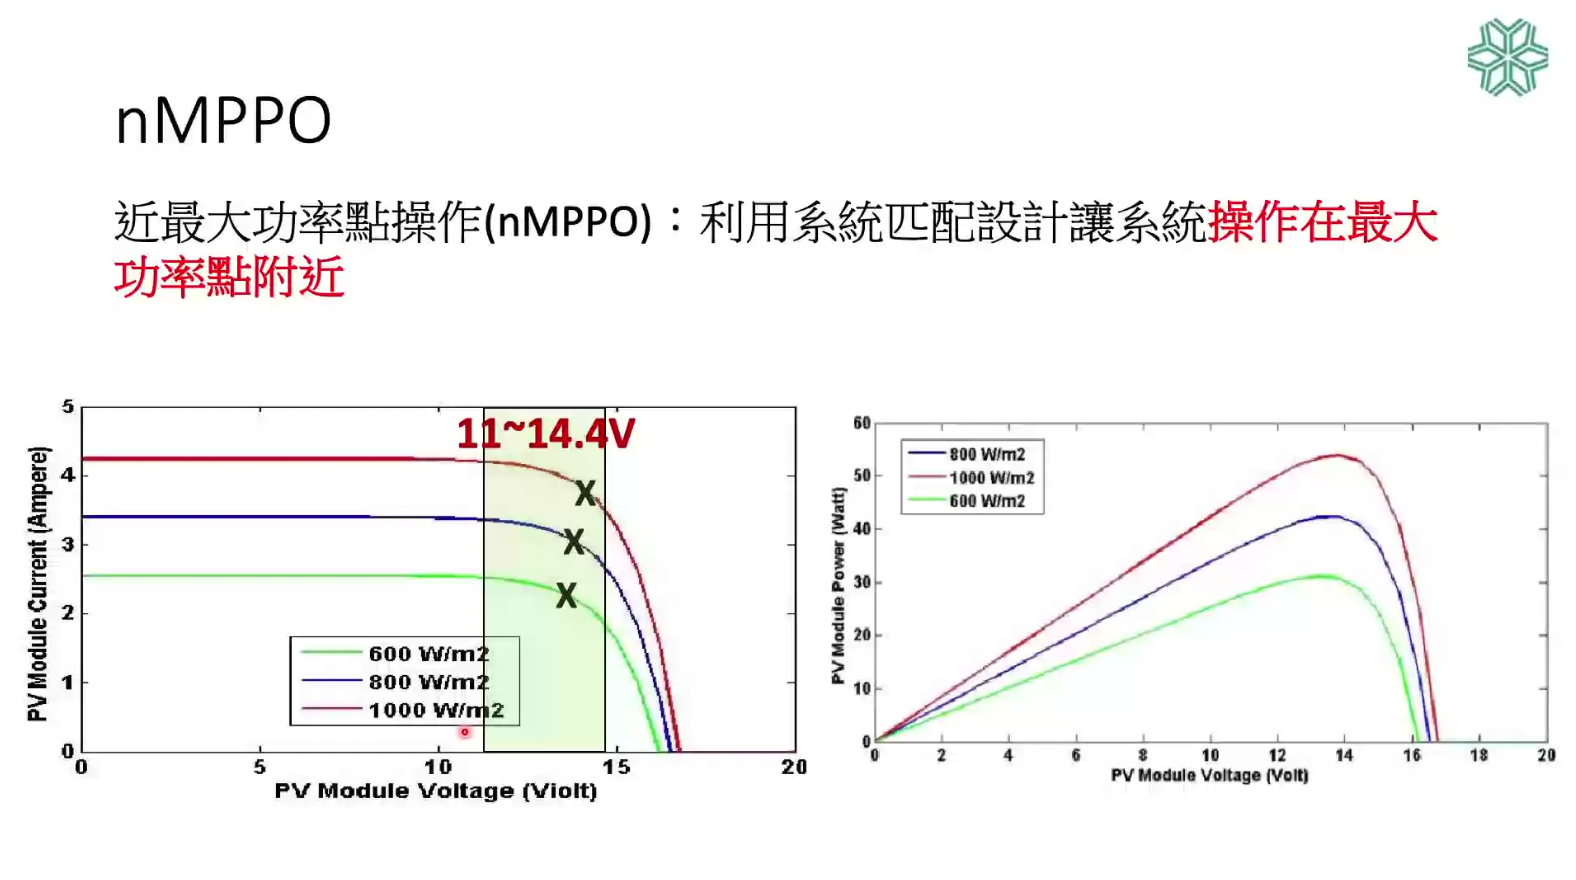 nMPPO
近最大功率點操作(nMPPO)：利用系統匹配設計讓系統操作在最大
功率點附近
11~14.4V
PV Module Current (Ampere)
5
4
3
2
1
0
X
X
X
600 W/m2
800 W/m2
1000 W/m2
0 5 10 15 20
PV Module Voltage (Violt)
PV Module Power (Watt)
60
50
40
30
20
10
0
800 W/m2
1000 W/m2
600 W/m2
0 2 4 6 8 10 12 14 16 18 20
PV Module Voltage (Volt)